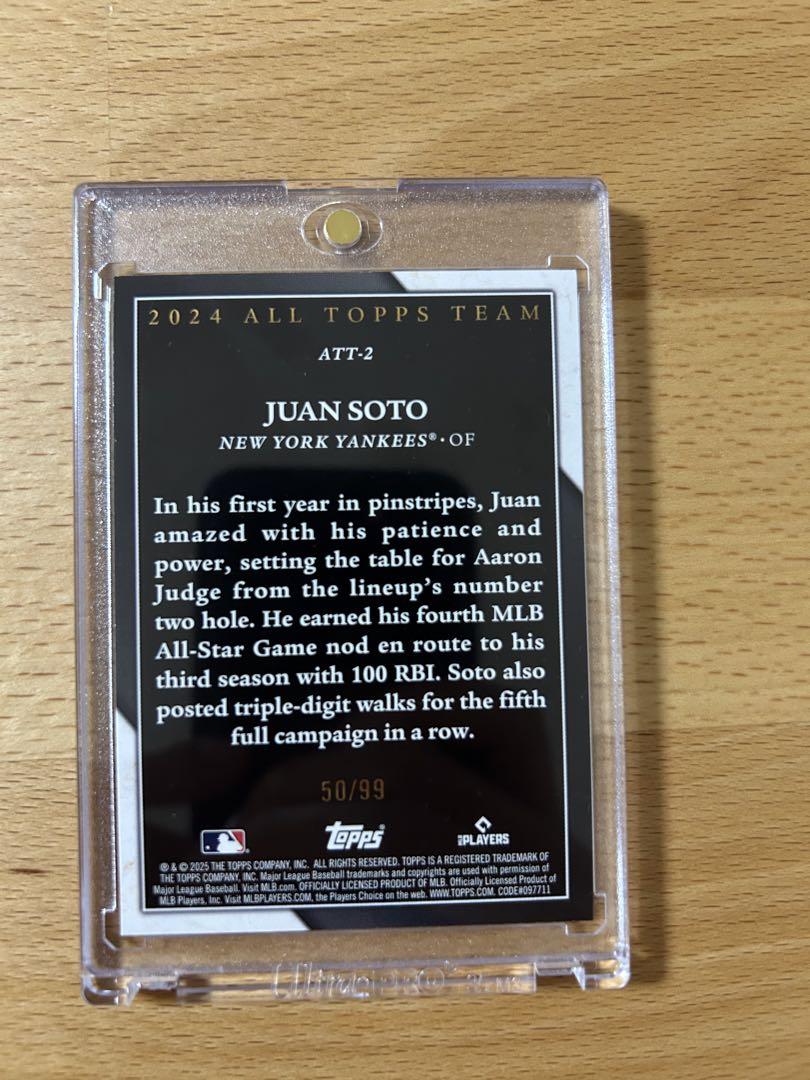 2024 ALL TOPPS TEAM
ATT-2
JUAN SOTO
NEW YORK YANKEES® · OF
In his first year in pinstripes, Juan
amazed with his patience and
power, setting the table for Aaron
Judge from the lineup's number
two hole. He earned his fourth MLB
All-Star Game nod en route to his
third season with 100 RBI. Soto also
posted triple-digit walks for the fifth
full campaign in a row.
50/99
topps®
PLAYERS
® & © 2025 THE TOPPS COMPANY, INC. ALL RIGHTS RESERVED. TOPPS IS A REGISTERED TRADEMARK OF
THE TOPPS COMPANY, INC. Major League Baseball trademarks and copyrights are used with permission of
Major League Baseball. Visit MLB.com. OFFICIALLY LICENSED PRODUCT OF MLB. Officially Licensed Product of
MLB Players, Inc. Visit MLBPLAYERS.COM, the Players Choice on the web. WWW.TOPPS.COM. CODE#097711